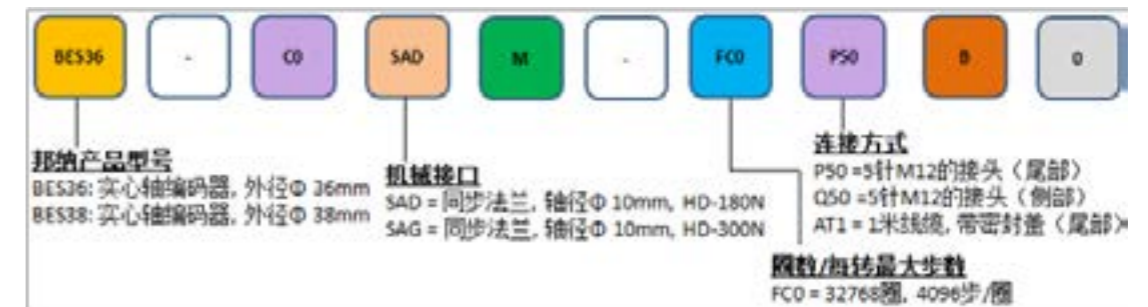 BES36 - C0 SAD M - FC0 P50 B 0
邦纳产品型号
BES36: 实心轴编码器, 外径Φ 36mm
BES38: 实心轴编码器, 外径Φ 38mm
机械接口
SAD = 同步法兰, 轴径Φ 10mm, HD-180N
SAG = 同步法兰, 轴径Φ 10mm, HD-300N
连接方式
P50 =5针M12的接头（尾部）
Q50 =5针M12的接头（侧部）
AT1 = 1米线缆, 带密封盖（尾部）
圈数/每转最大步数
FC0 = 32768圈, 4096步/圈